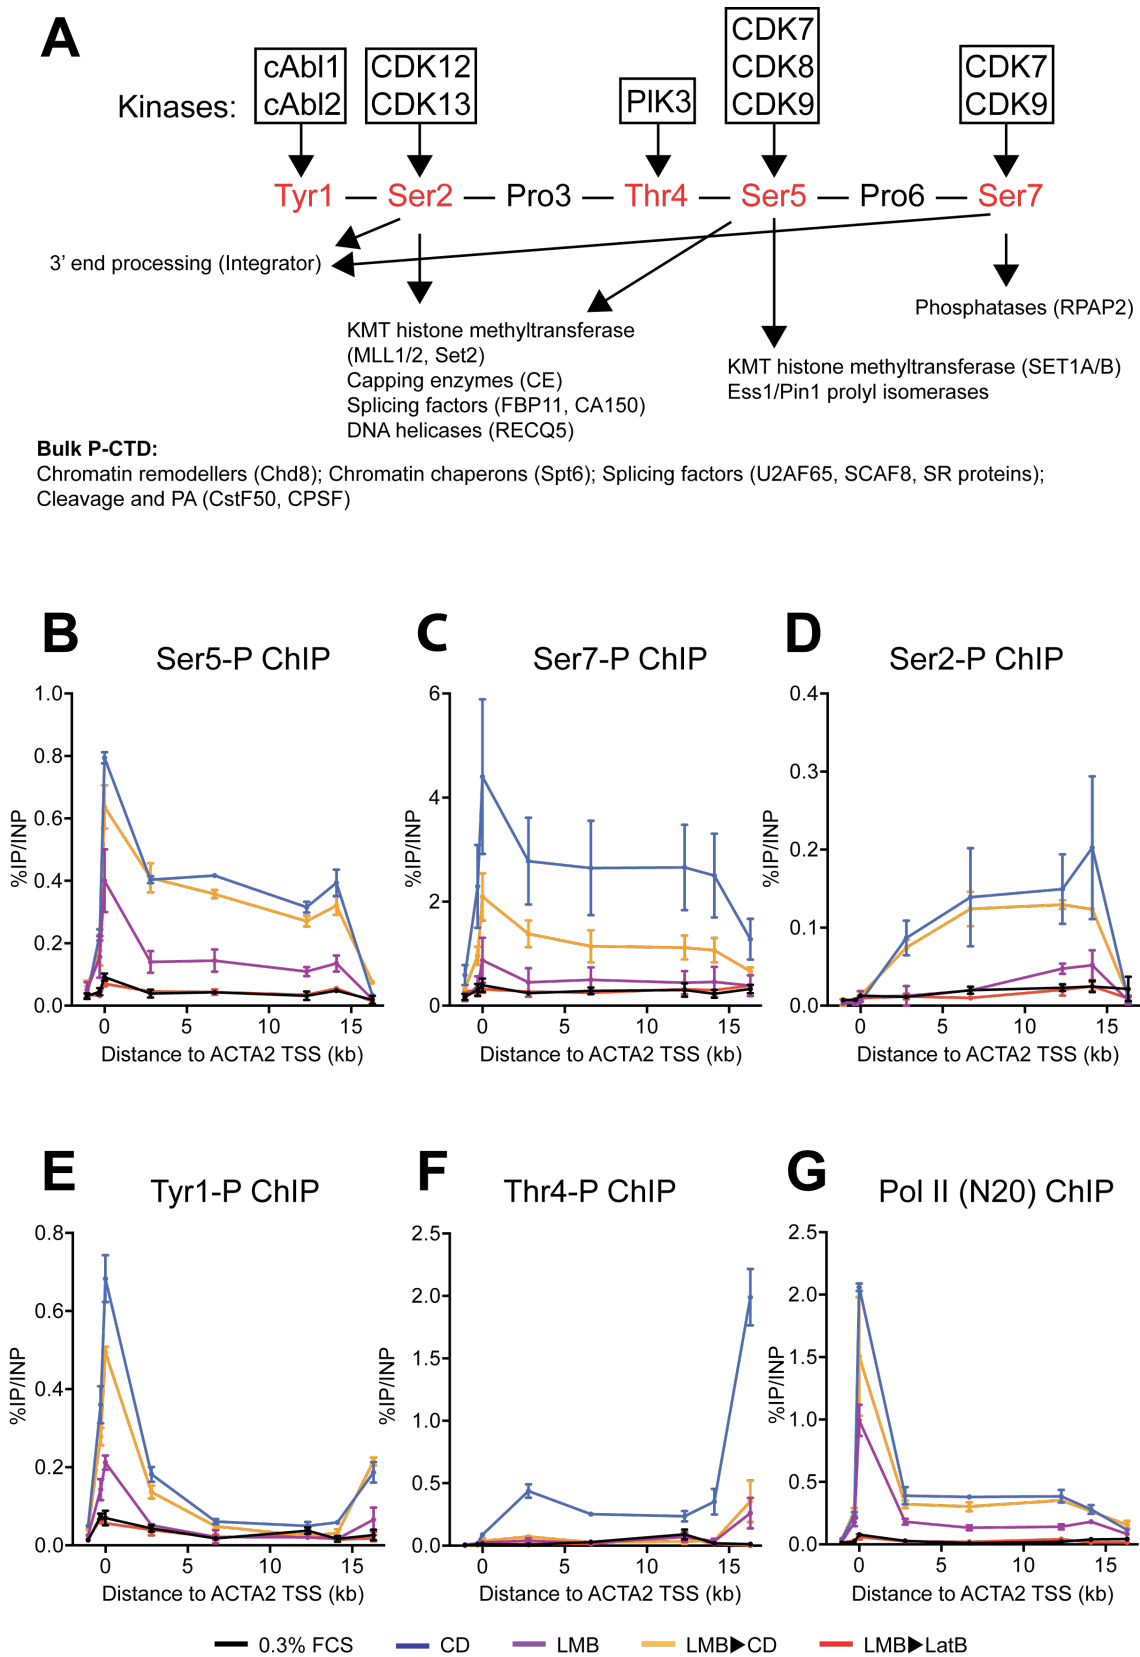 A
Kinases:
cAbl1
cAbl2
CDK12
CDK13
PIK3
CDK7
CDK8
CDK9
CDK7
CDK9
Tyr1 — Ser2 — Pro3 — Thr4 — Ser5 — Pro6 — Ser7
3’ end processing (Integrator)
Phosphatases (RPAP2)
KMT histone methyltransferase
(MLL1/2, Set2)
Capping enzymes (CE)
Splicing factors (FBP11, CA150)
DNA helicases (RECQ5)
KMT histone methyltransferase (SET1A/B)
Ess1/Pin1 prolyl isomerases
Bulk P-CTD:
Chromatin remodellers (Chd8); Chromatin chaperons (Spt6); Splicing factors (U2AF65, SCAF8, SR proteins);
Cleavage and PA (CstF50, CPSF)
B
Ser5-P ChIP
%IP/INP
1.0
0.8
0.6
0.4
0.2
0.0
0 5 10 15
Distance to ACTA2 TSS (kb)
C
Ser7-P ChIP
%IP/INP
6
4
2
0
0 5 10 15
Distance to ACTA2 TSS (kb)
D
Ser2-P ChIP
%IP/INP
0.4
0.3
0.2
0.1
0.0
0 5 10 15
Distance to ACTA2 TSS (kb)
E
Tyr1-P ChIP
%IP/INP
0.8
0.6
0.4
0.2
0.0
0 5 10 15
Distance to ACTA2 TSS (kb)
F
Thr4-P ChIP
%IP/INP
2.5
2.0
1.5
1.0
0.5
0.0
0 5 10 15
Distance to ACTA2 TSS (kb)
G
Pol II (N20) ChIP
%IP/INP
2.5
2.0
1.5
1.0
0.5
0.0
0 5 10 15
Distance to ACTA2 TSS (kb)
0.3% FCS CD LMB LMB▶CD LMB▶LatB